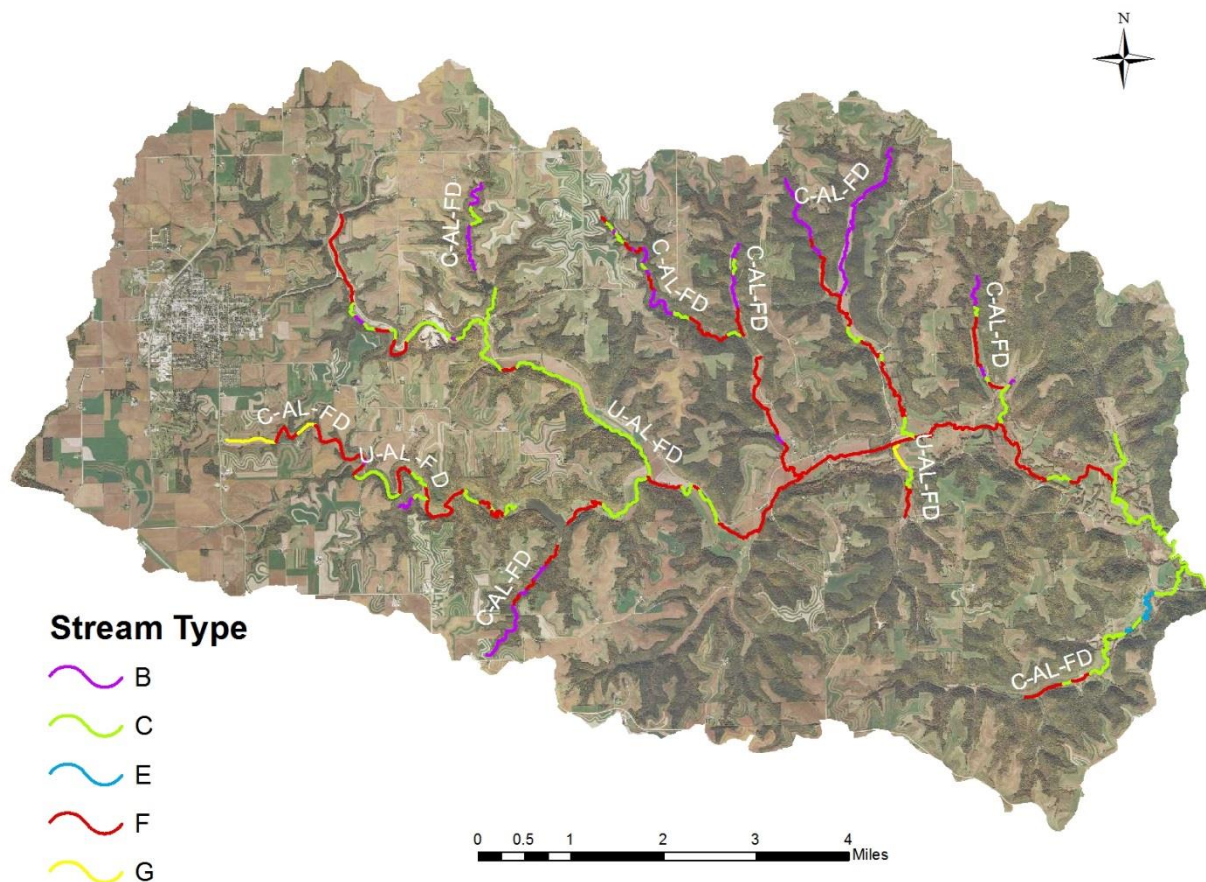 N
C-AL-FD
C-AL-FD
C-AL-FD
C-AL-FD
C-AL-FD
C-AL-FD
U-AL-FD
U-AL-FD
U-AL-FD
C-AL-FD
C-AL-FD
Stream Type
B
C
E
F
G
0 0.5 1 2 3 4
Miles